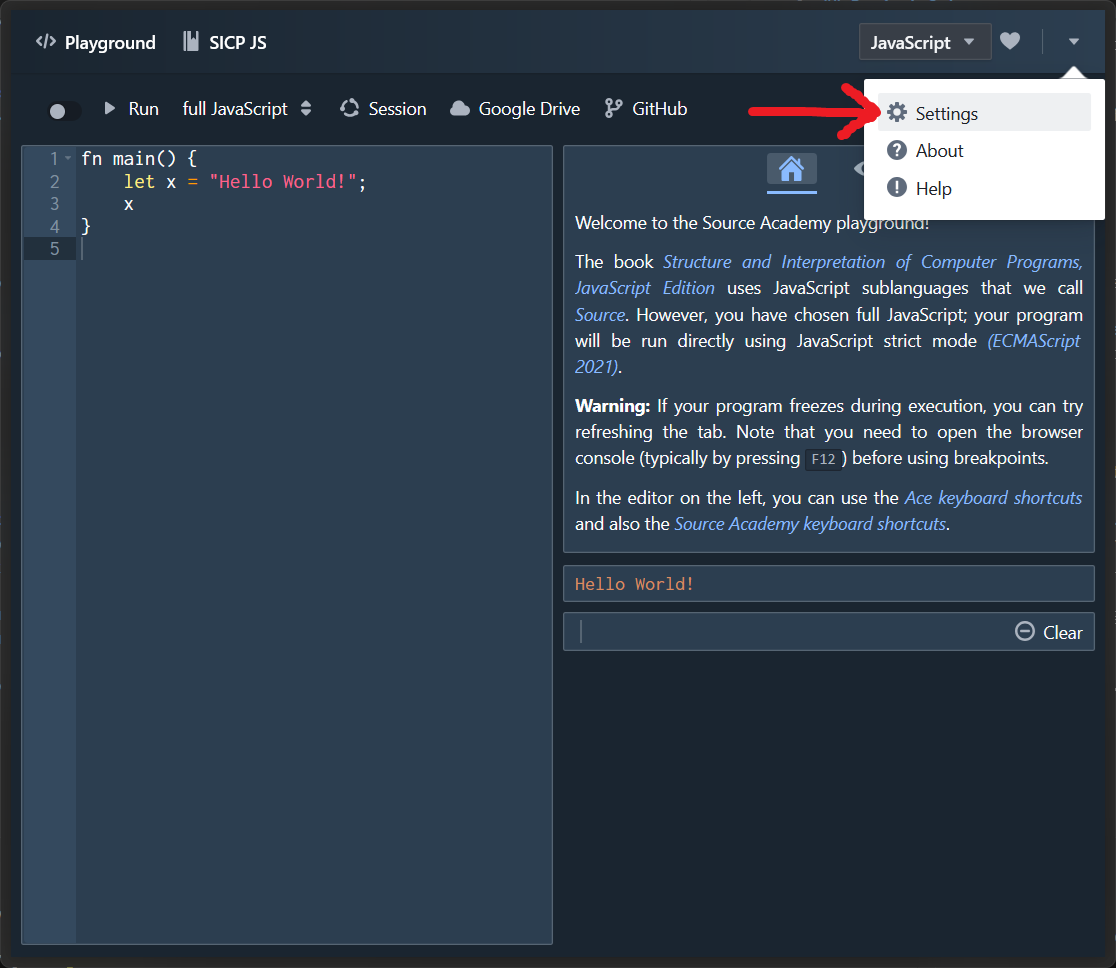 Playground SICP JS JavaScript
Run full JavaScript Session Google Drive GitHub
Settings
About
Help
1 fn main() {
2 let x = "Hello World!";
3 x
4 }
5
Welcome to the Source Academy playground!
The book Structure and Interpretation of Computer Programs,
JavaScript Edition uses JavaScript sublanguages that we call
Source. However, you have chosen full JavaScript; your program
will be run directly using JavaScript strict mode (ECMAScript
2021).
Warning: If your program freezes during execution, you can try
refreshing the tab. Note that you need to open the browser
console (typically by pressing F12 ) before using breakpoints.
In the editor on the left, you can use the Ace keyboard shortcuts
and also the Source Academy keyboard shortcuts.
Hello World!
Clear